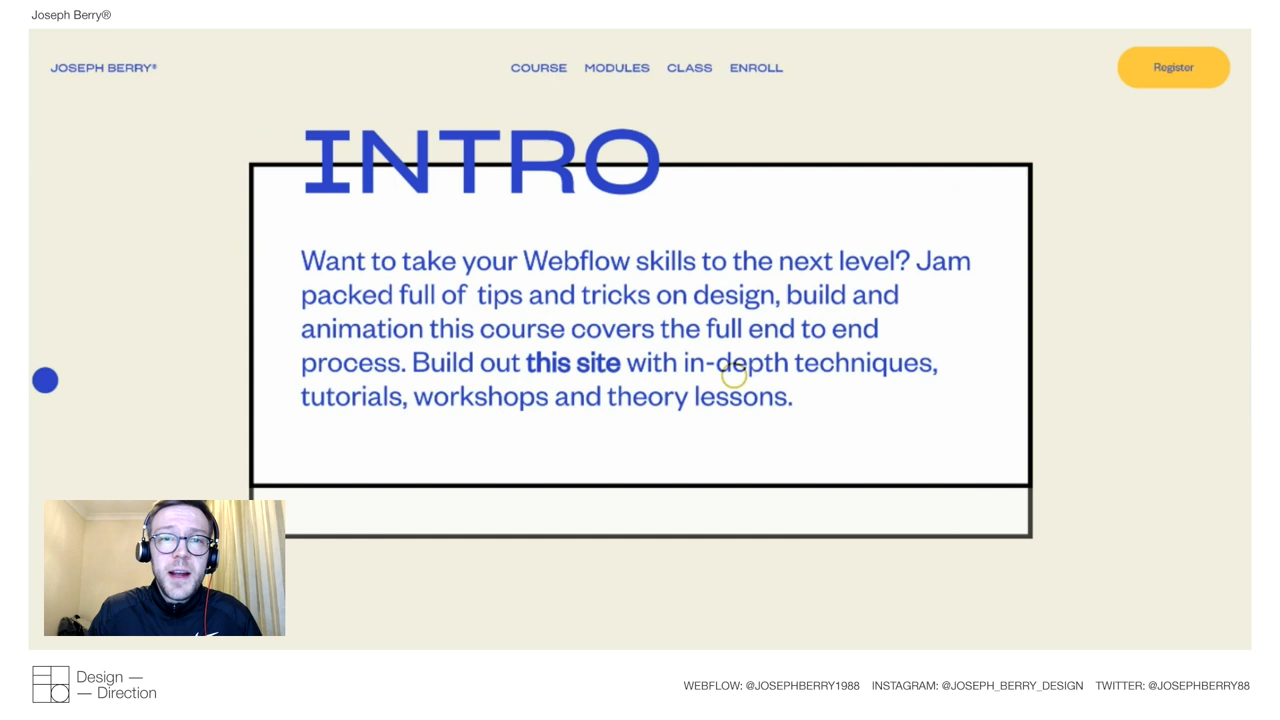 Joseph Berry®
JOSEPH BERRY® COURSE MODULES CLASS ENROLL Register
INTRO
Want to take your Webflow skills to the next level? Jam
packed full of tips and tricks on design, build and
animation this course covers the full end to end
process. Build out this site with in-depth techniques,
tutorials, workshops and theory lessons.
Design —
— Direction
WEBFLOW: @JOSEPHBERRY1988 INSTAGRAM: @JOSEPH_BERRY_DESIGN TWITTER: @JOSEPHBERRY88